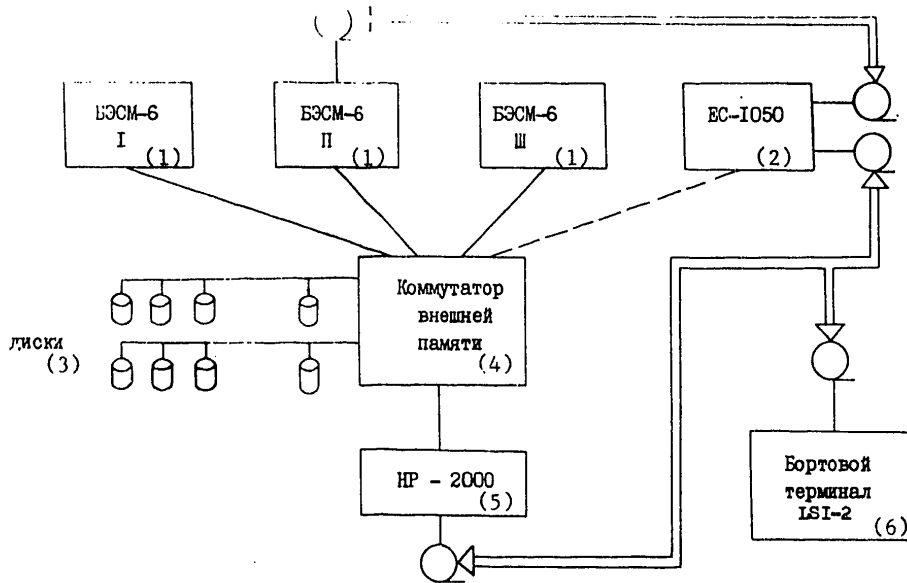 БЭСМ-6
I
(1)
БЭСМ-6
П
(1)
БЭСМ-6
Ш
(1)
ЕС-1050
(2)
Коммутатор
внешней
памяти
(4)
диски
(3)
НР - 2000
(5)
Бортовой
терминал
LSI-2
(6)